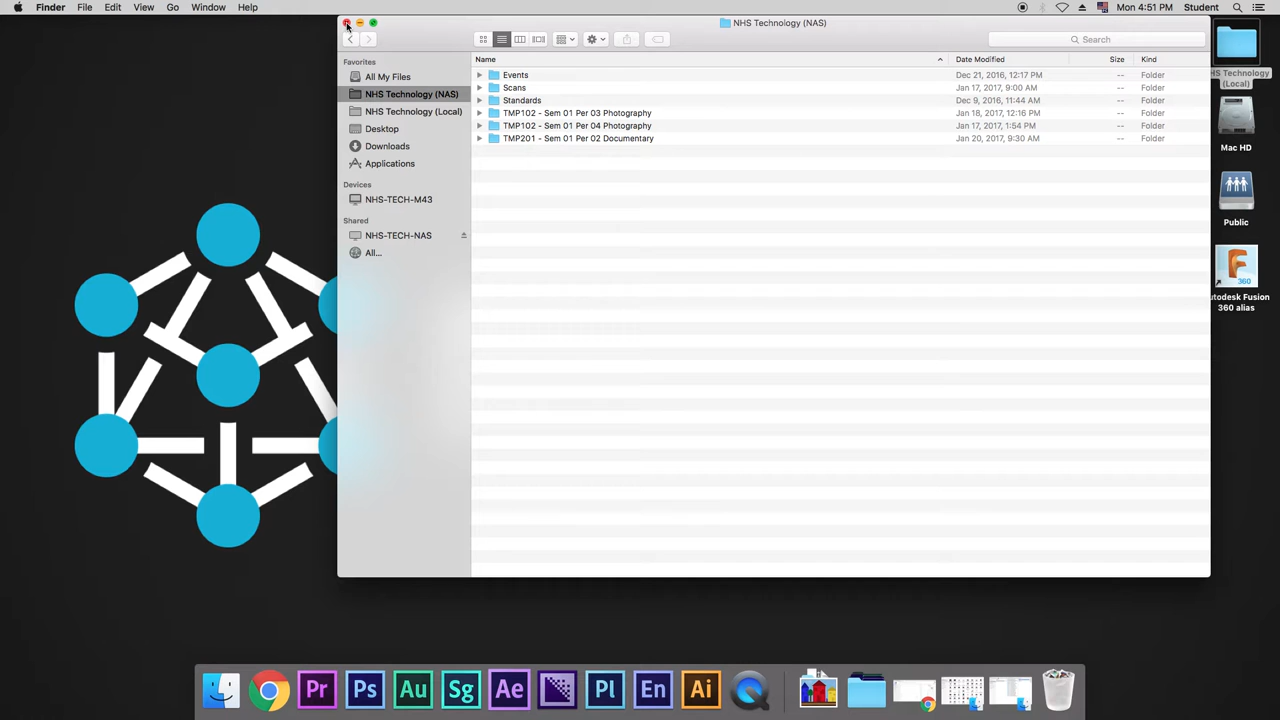 Finder File Edit View Go Window Help Mon 4:51 PM Student
NHS Technology (NAS)
Search
Favorites
All My Files
NHS Technology (NAS)
NHS Technology (Local)
Desktop
Downloads
Applications
Devices
NHS-TECH-M43
Shared
NHS-TECH-NAS
All...
Name Date Modified Size Kind
Events Dec 21, 2016, 12:17 PM -- Folder
Scans Jan 17, 2017, 9:00 AM -- Folder
Standards Dec 9, 2016, 11:44 AM -- Folder
TMP102 - Sem 01 Per 03 Photography Jan 18, 2017, 12:16 PM -- Folder
TMP102 - Sem 01 Per 04 Photography Jan 17, 2017, 1:54 PM -- Folder
TMP201 - Sem 01 Per 02 Documentary Jan 20, 2017, 9:30 AM -- Folder
HS Technology
(Local)
Mac HD
Public
F
360
utodesk Fusion
360 alias
Pr Ps Au Sg Ae Pl En Ai